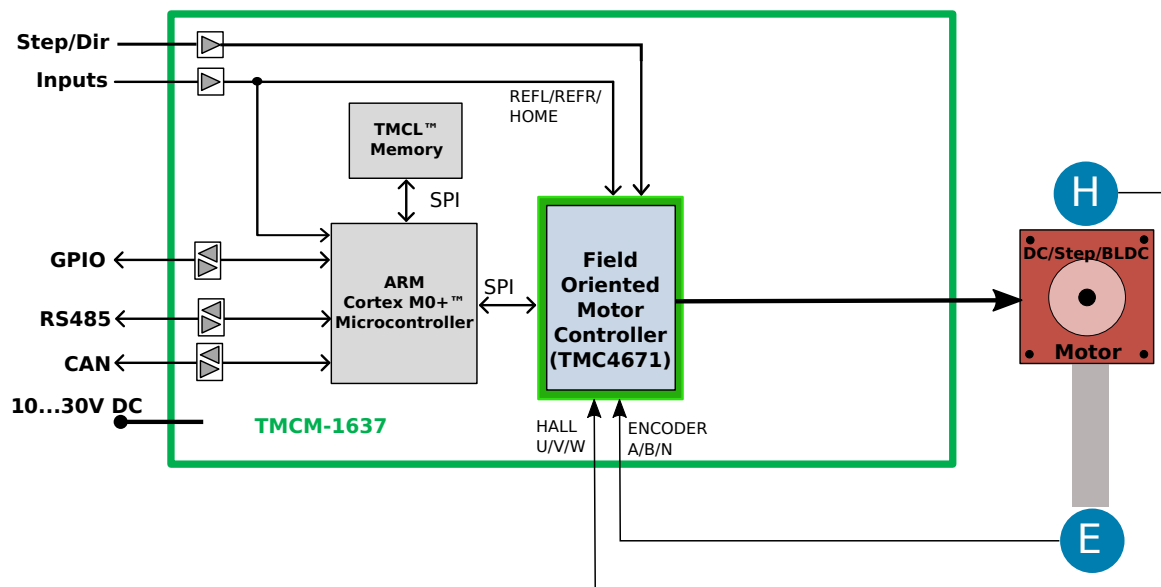 Step/Dir
Inputs
REFL/REFR/
HOME
TMCL™
Memory
SPI
H
GPIO
RS485
CAN
10...30V DC
ARM
Cortex M0+™
Microcontroller
SPI
Field
Oriented
Motor
Controller
(TMC4671)
DC/Step/BLDC
Motor
TMCM-1637
HALL
U/V/W
ENCODER
A/B/N
E